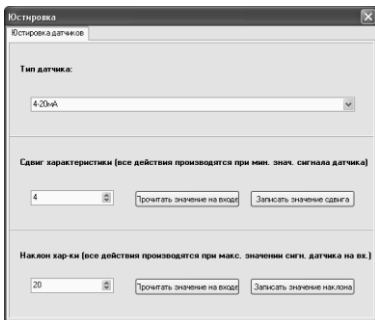 Юстировка
Юстировка датчиков
Тип датчика:
4-20мА
Сдвиг характеристики (все действия производятся при мин. знач. сигнала датчика)
4 Прочитать значение на входе Записать значение сдвига
Наклон хар-ки (все действия производятся при макс. значении сигн. датчика на вх.)
20 Прочитать значение на входе Записать значение наклона